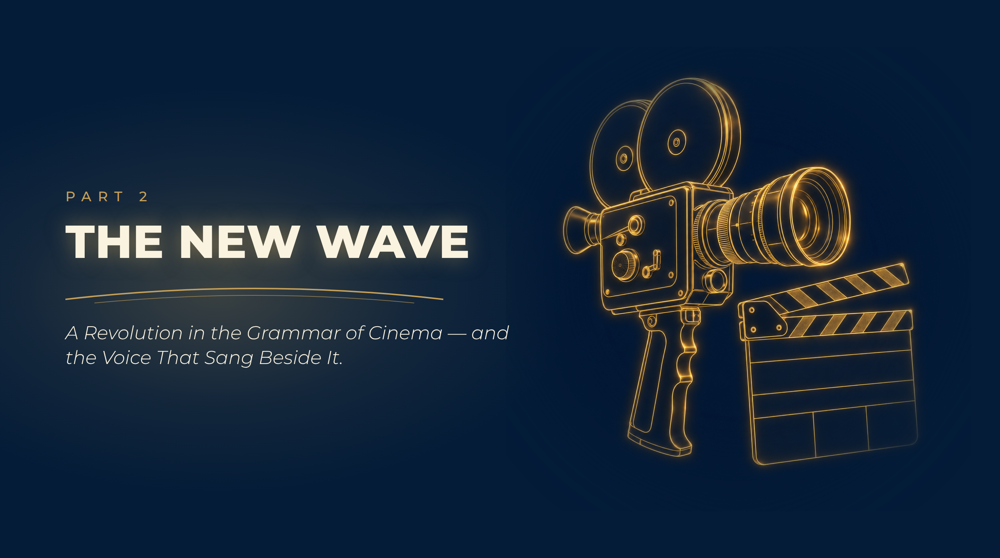 PART 2
THE NEW WAVE
A Revolution in the Grammar of Cinema — and
the Voice That Sang Beside It.